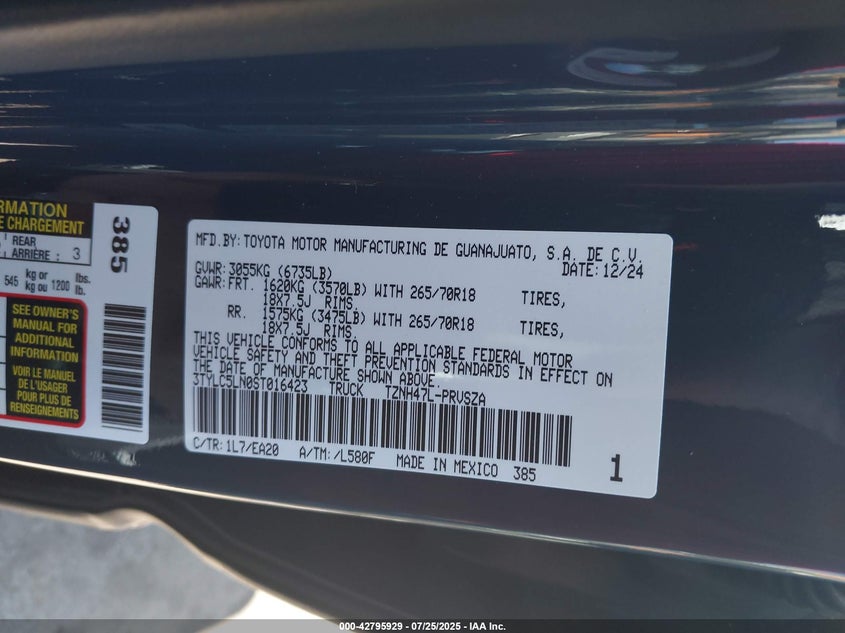 RMATION
E CHARGEMENT
REAR
ARRIÈRE : 3
545 kg or kg ou 1200 lbs. lb.
SEE OWNER'S
MANUAL FOR
ADDITIONAL
INFORMATION
VOIR LE MANUEL
DE L'USAGER
POUR PLUS DE
RENSEIGNEMENTS
385
MFD.BY:TOYOTA MOTOR MANUFACTURING DE GUANAJUATO, S.A. DE C.V.
DATE:12/24
GVWR:3055KG (6735LB)
GAWR:FRT. 1620KG (3570LB) WITH 265/70R18 TIRES,
18X7.5J RIMS,
RR. 1575KG (3475LB) WITH 265/70R18 TIRES,
18X7.5J RIMS
THIS VEHICLE CONFORMS TO ALL APPLICABLE FEDERAL MOTOR
VEHICLE SAFETY AND THEFT PREVENTION STANDARDS IN EFFECT ON
THE DATE OF MANUFACTURE SHOWN ABOVE.
3TYLC5LN0ST016423 TRUCK TZNH47L-PRVSZA
C/TR:1L7/EA20 A/TM:/L580F MADE IN MEXICO 385
1
000-42795929 | 07/25/2025 - IAA Inc.